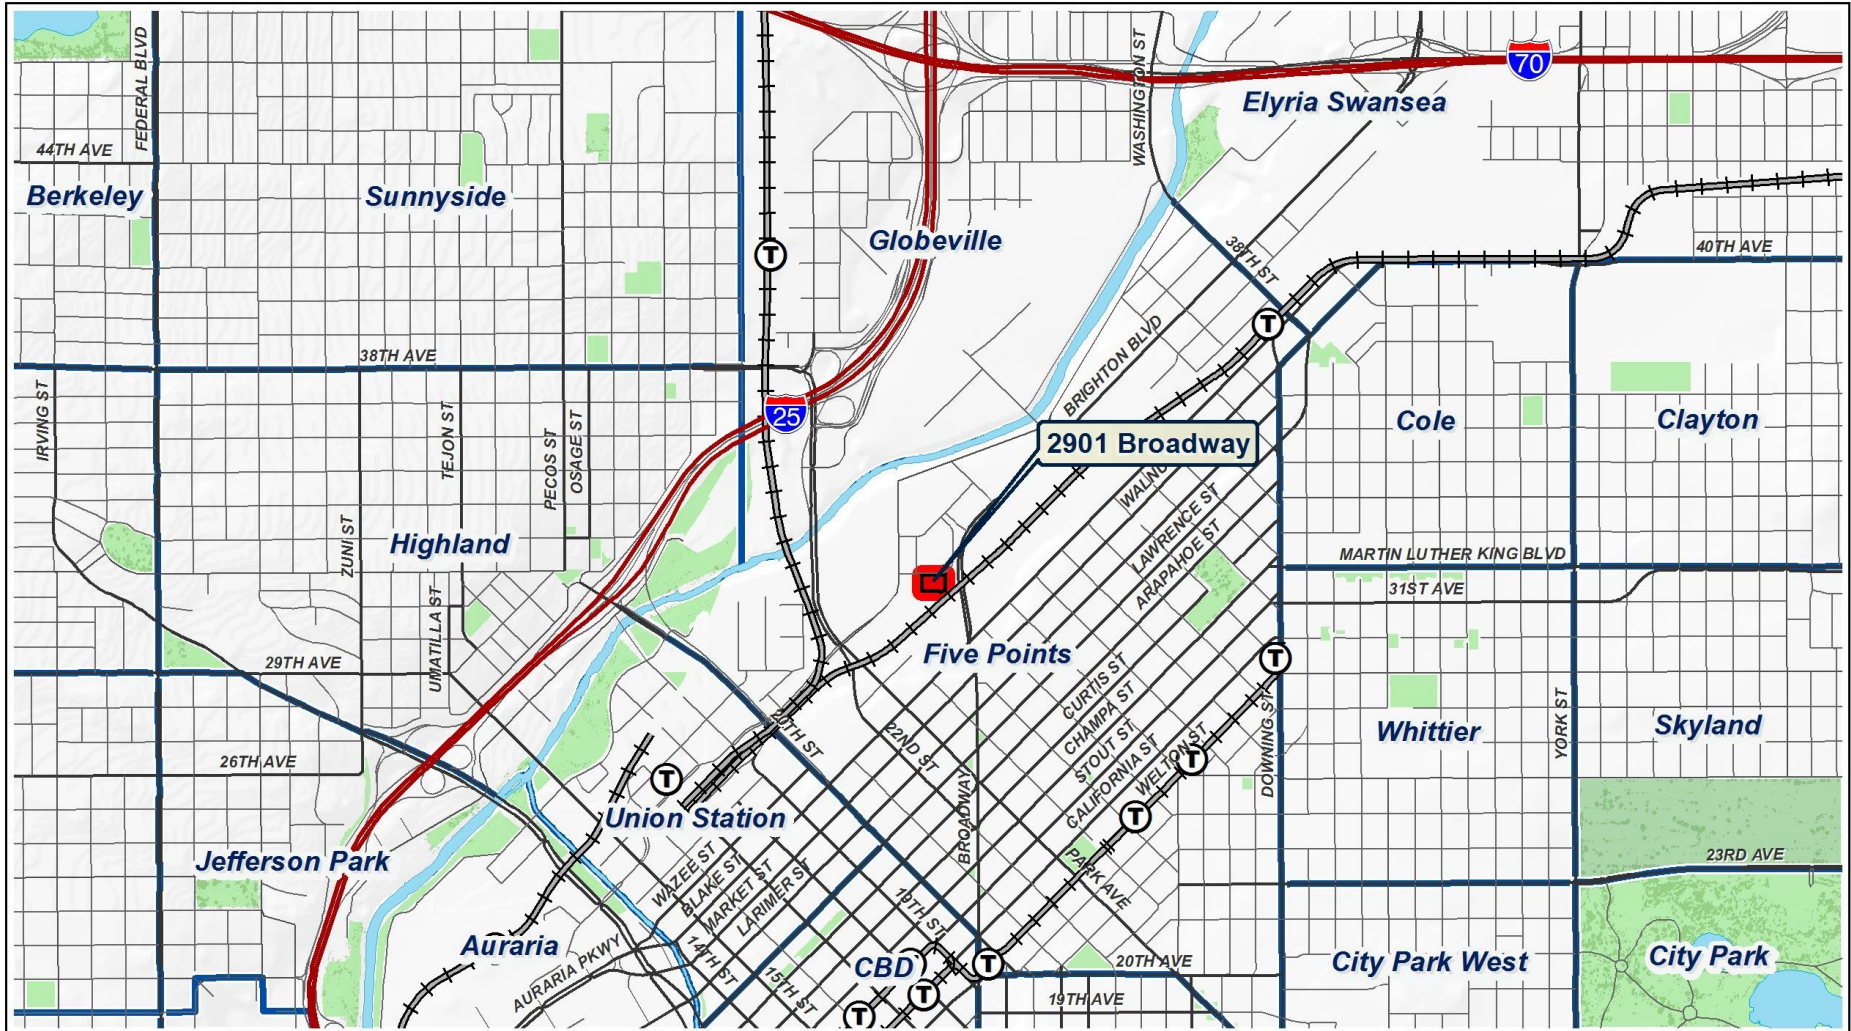 FEDERAL BLVD
WASHINGTON ST
70
Elyria Swansea
44TH AVE
Berkeley
Sunnyside
T
Globeville
38TH ST
40TH AVE
T
38TH AVE
BRIGHTON BLVD
IRVING ST
TEJON ST
PECOS ST
OSAGE ST
25
Cole
Clayton
2901 Broadway
LAWRENCE ST
ARAPAHOE ST
ZUNI ST
Highland
MARTIN LUTHER KING BLVD
31ST AVE
UMATILLA ST
Five Points
T
29TH AVE
CURTIS ST
CHAMPA ST
STOUT ST
CALIFORNIA ST
WELTON ST
DOWNING ST
YORK ST
Whittier
Skyland
20TH ST
22ND ST
26TH AVE
T
T
Union Station
BROADWAY
T
Jefferson Park
WAZEE ST
BLAKE ST
MARKET ST
LARIMER ST
PARK AVE
23RD AVE
19TH ST
Auraria
AURARIA PKWY
14TH ST
15TH ST
CBD
T
20TH AVE
City Park West
City Park
T
19TH AVE
T